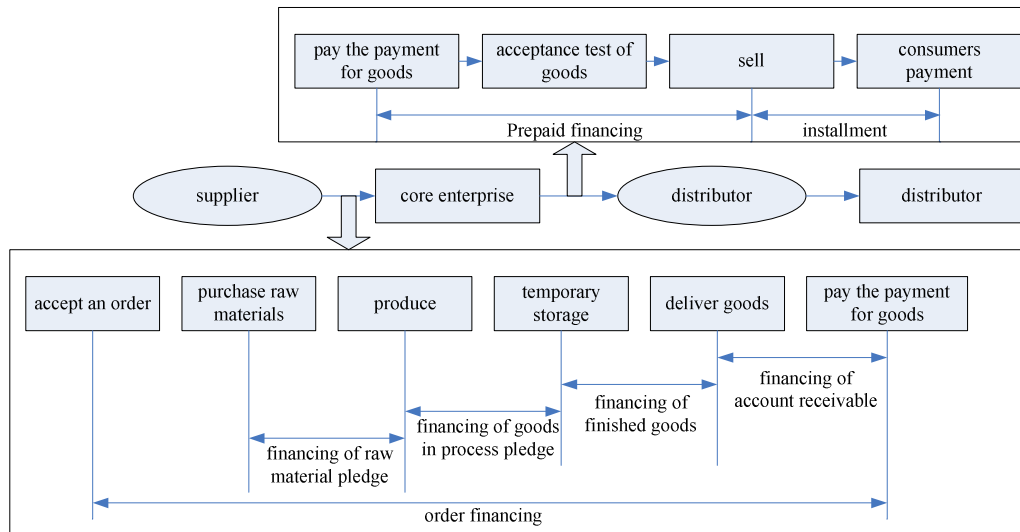 pay the payment
for goods
acceptance test of
goods
sell
consumers
payment
Prepaid financing
installment
supplier
core enterprise
distributor
distributor
accept an order
purchase raw
materials
produce
temporary
storage
deliver goods
pay the payment
for goods
financing of
account receivable
financing of
finished goods
financing of goods
in process pledge
financing of raw
material pledge
order financing